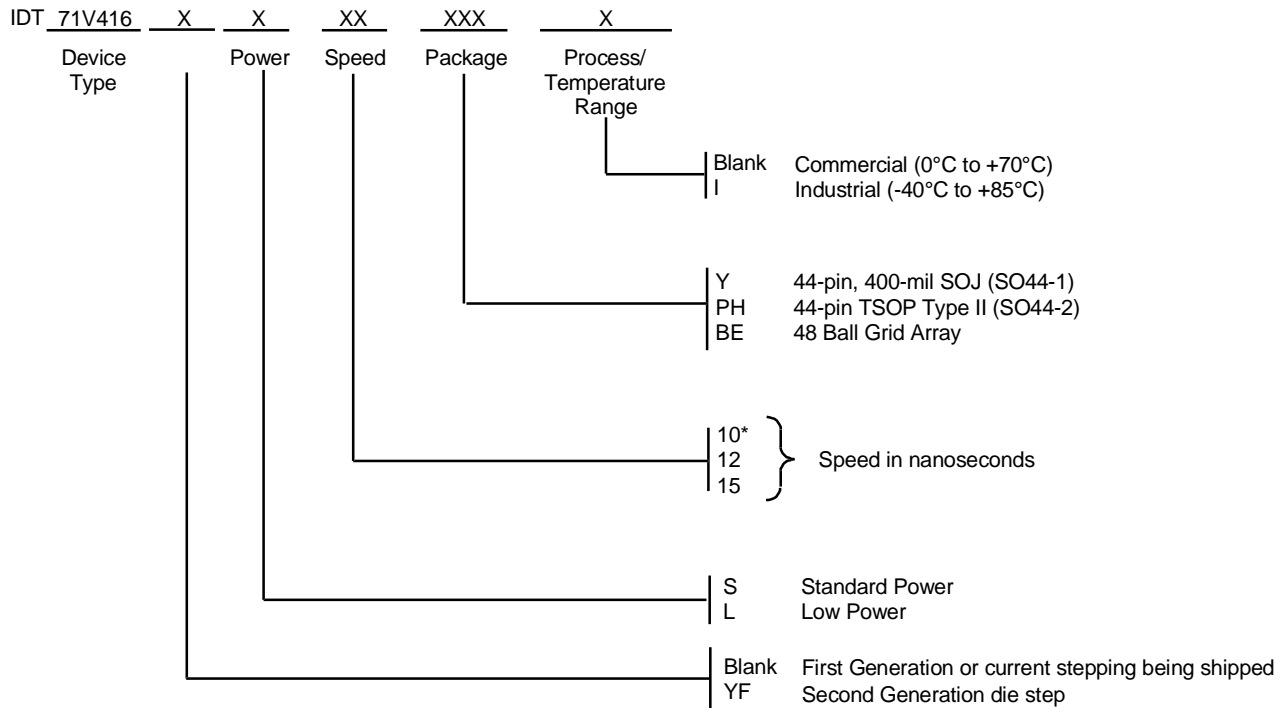 IDT 71V416 X X XX XXX X
Device Type Power Speed Package Process/ Temperature Range
Blank Commercial (0°C to +70°C)
I Industrial (-40°C to +85°C)
Y 44-pin, 400-mil SOJ (SO44-1)
PH 44-pin TSOP Type II (SO44-2)
BE 48 Ball Grid Array
10*
12 Speed in nanoseconds
15
S Standard Power
L Low Power
Blank First Generation or current stepping being shipped
YF Second Generation die step